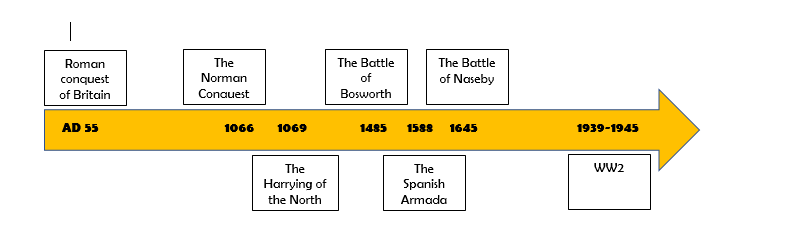 Roman
conquest
of Britain
The
Norman
Conquest
The Battle
of
Bosworth
The Battle
of Naseby
AD 55
1066
1069
1485
1588
1645
1939-1945
The
Harrying of
the North
The
Spanish
Armada
WW2